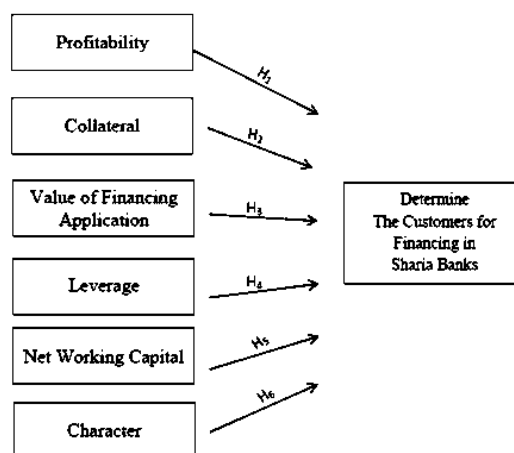 Profitability
H1
Collateral
H2
Value of Financing
Application
H3
Determine
The Customers for
Financing in
Sharia Banks
Leverage
H4
Net Working Capital
H5
Character
H6